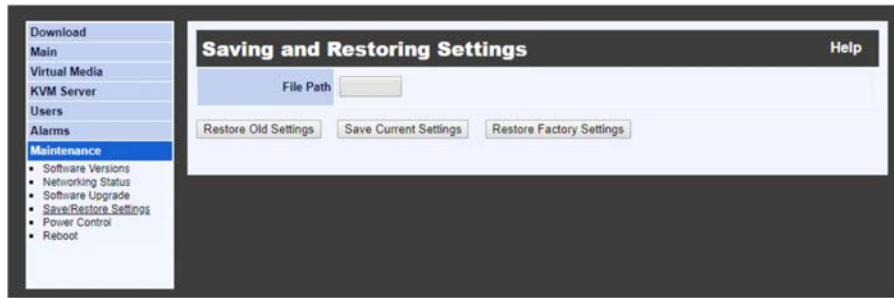 Download
Main
Virtual Media
KVM Server
Users
Alarms
Maintenance
Software Versions
Networking Status
Software Upgrade
Save/Restore Settings
Power Control
Reboot
Saving and Restoring Settings
Help
File Path
Restore Old Settings
Save Current Settings
Restore Factory Settings